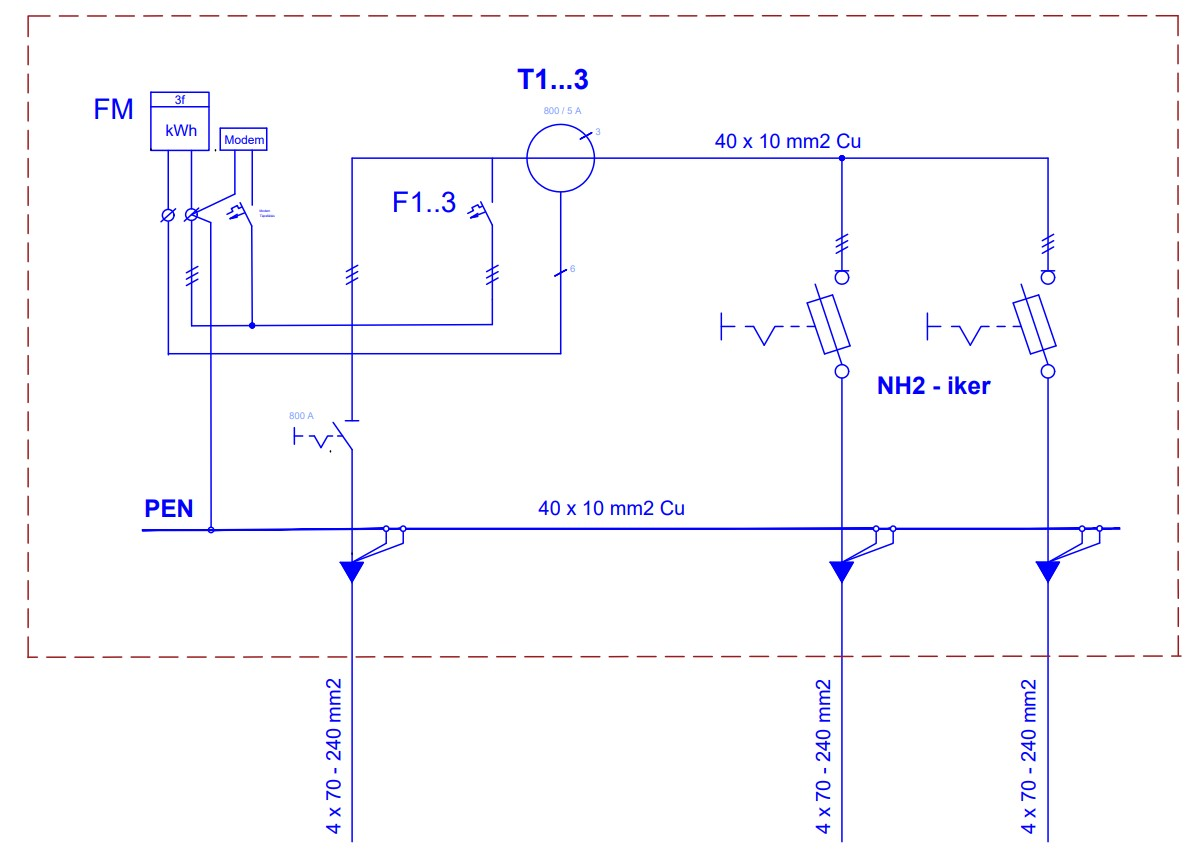 T1...3
800 / 5 A
3
FM
3f
kWh
Modem
40 x 10 mm2 Cu
F1..3
6
NH2 - iker
800 A
PEN
40 x 10 mm2 Cu
4 x 70 - 240 mm2
4 x 70 - 240 mm2
4 x 70 - 240 mm2